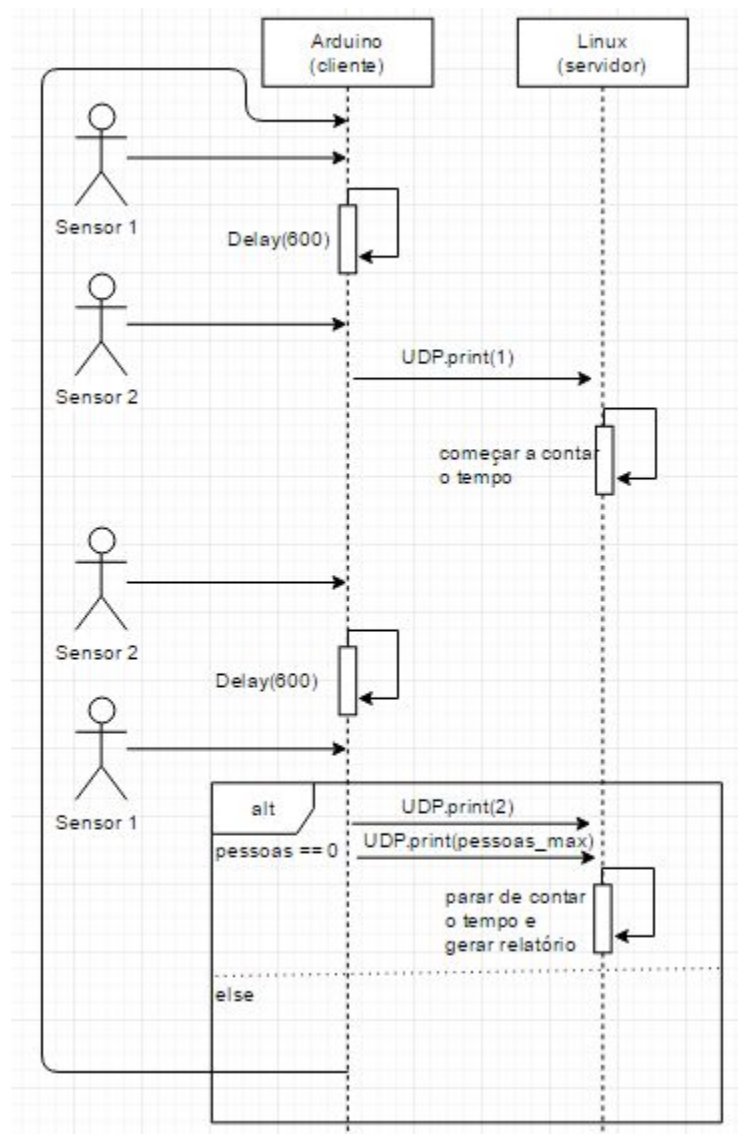 Arduino
(cliente)
Linux
(servidor)
Sensor 1
Delay(600)
Sensor 2
UDP.print(1)
começar a contar
o tempo
Sensor 2
Delay(600)
Sensor 1
alt
UDP.print(2)
pessoas == 0
UDP.print(pessoas_max)
parar de contar
o tempo e
gerar relatório
else